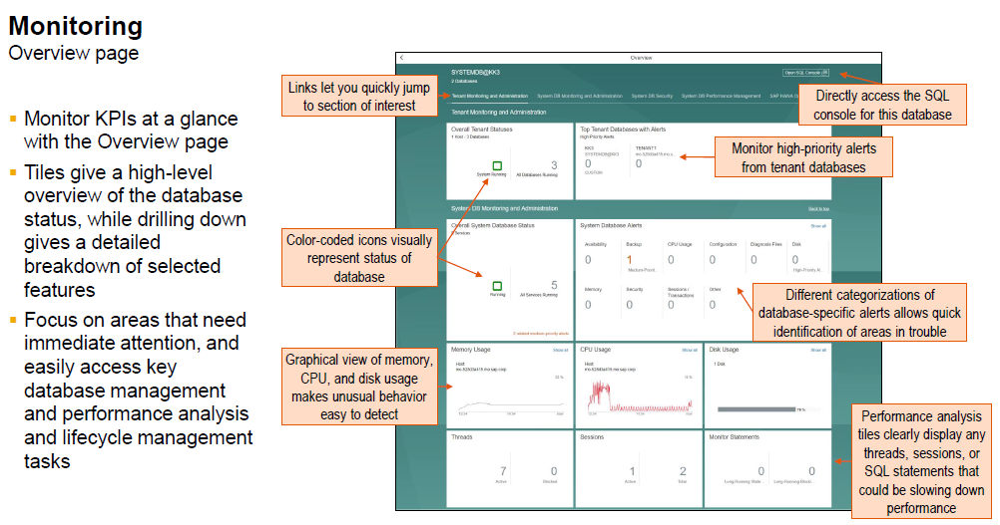 Monitoring
Overview page
Monitor KPIs at a glance
with the Overview page
Tiles give a high-level
overview of the database
status, while drilling down
gives a detailed
breakdown of selected
features
Focus on areas that need
immediate attention, and
easily access key
database management
and performance analysis
and lifecycle management
tasks
Links let you quickly jump
to section of interest
Color-coded icons visually
represent status of
database
Graphical view of memory,
CPU, and disk usage
makes unusual behavior
easy to detect
Directly access the SQL
console for this database
Monitor high-priority alerts
from tenant databases
Different categorizations of
database-specific alerts allows quick
identification of areas in trouble
Performance analysis
tiles clearly display any
threads, sessions, or
SQL statements that
could be slowing down
performance
Overview
SYSTEMDB@KK3
2 Databases
Open SQL Console
Tenant Monitoring and Administration
System DB Monitoring and Administration
System DB Security
System DB Performance Management
SAP HANA
Tenant Monitoring and Administration
Overall Tenant Statuses
System Running
3
All Databases Running
Top Tenant Databases with Alerts
High Priority Alerts
KK3
SYSTEMDB@KK3
0
CUSTOM
TENANT1
0
System DB Monitoring and Administration
Back to top
Overall System Database Status
Services
Running
5
All Services Running
System Database Alerts
Show all
Availability
0
Backup
1
Medium-Priorit...
CPU Usage
0
Configuration
0
Diagnosis Files
0
Disk
0
High-Priority Al...
Memory
0
Security
0
Sessions /
Transactions
0
Other
0
Memory Usage
Show all
Host:
CPU Usage
Show all
Host:
Disk Usage
Show all
1 Disk
Threads
7
Active
0
Blocked
Sessions
1
Active
2
Total
Monitor Statements
0
Long-Running State...
0
Long-Running Block...